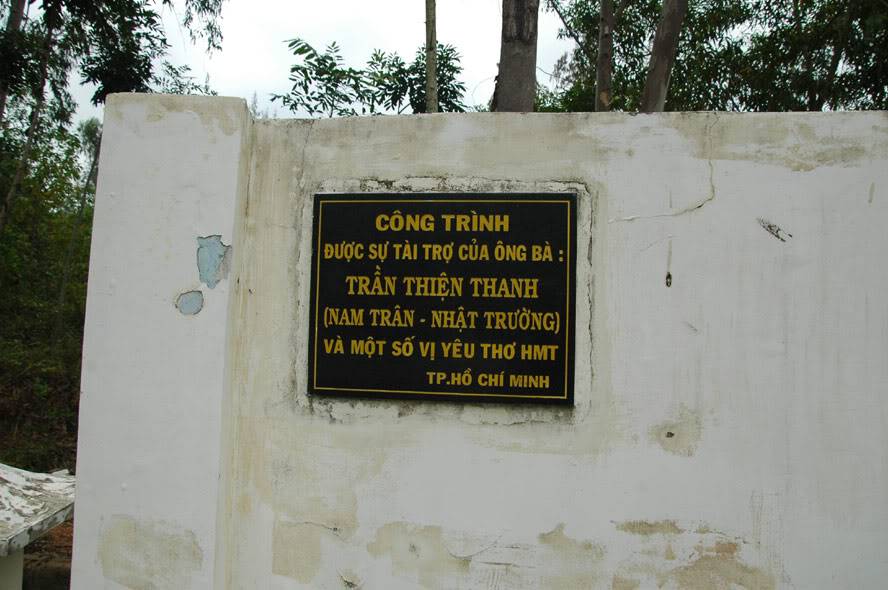 CÔNG TRÌNH
ĐƯỢC SỰ TÀI TRỢ CỦA ÔNG BÀ :
TRẦN THIỆN THANH
(NAM TRÂN - NHẬT TRƯỜNG)
VÀ MỘT SỐ VỊ YÊU THƠ HMT
TP.HỒ CHÍ MINH